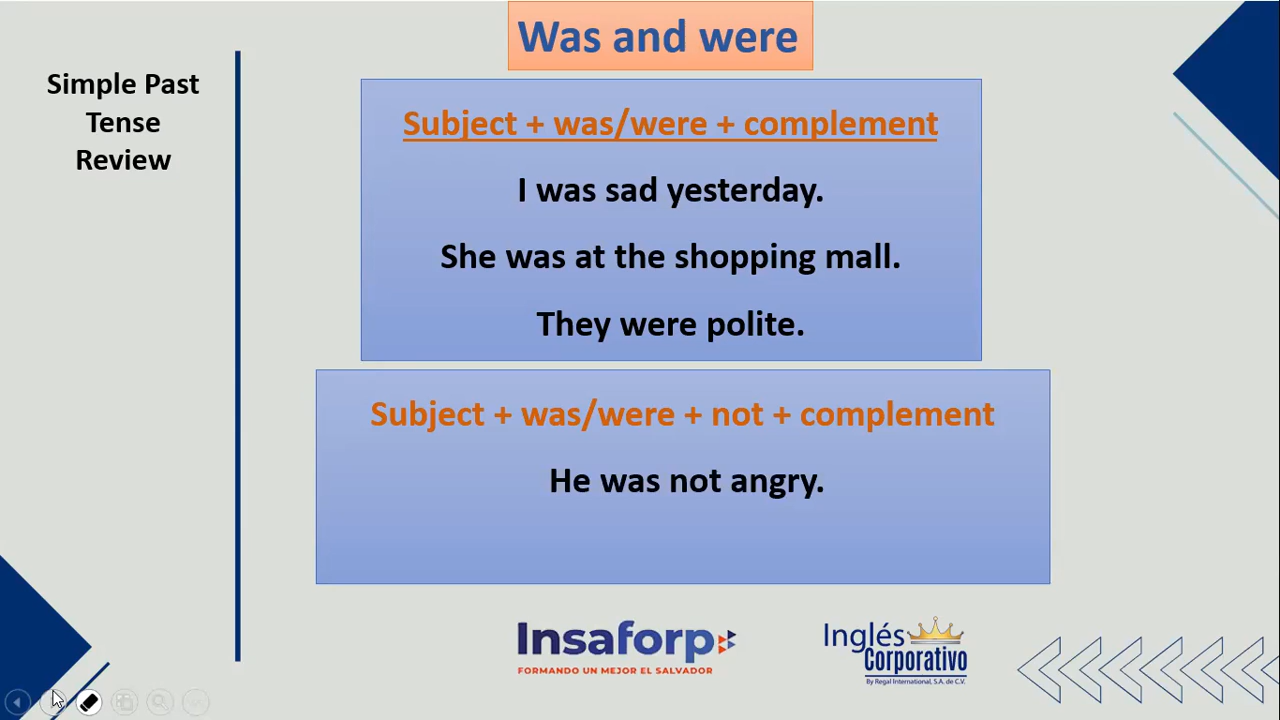 Was and were
Simple Past
Tense
Review
Subject + was/were + complement
I was sad yesterday.
She was at the shopping mall.
They were polite.
Subject + was/were + not + complement
He was not angry.
Insaforp
FORMANDO UN MEJOR EL SALVADOR
Inglés
Corporativo
By Regal International, S.A. de C.V.